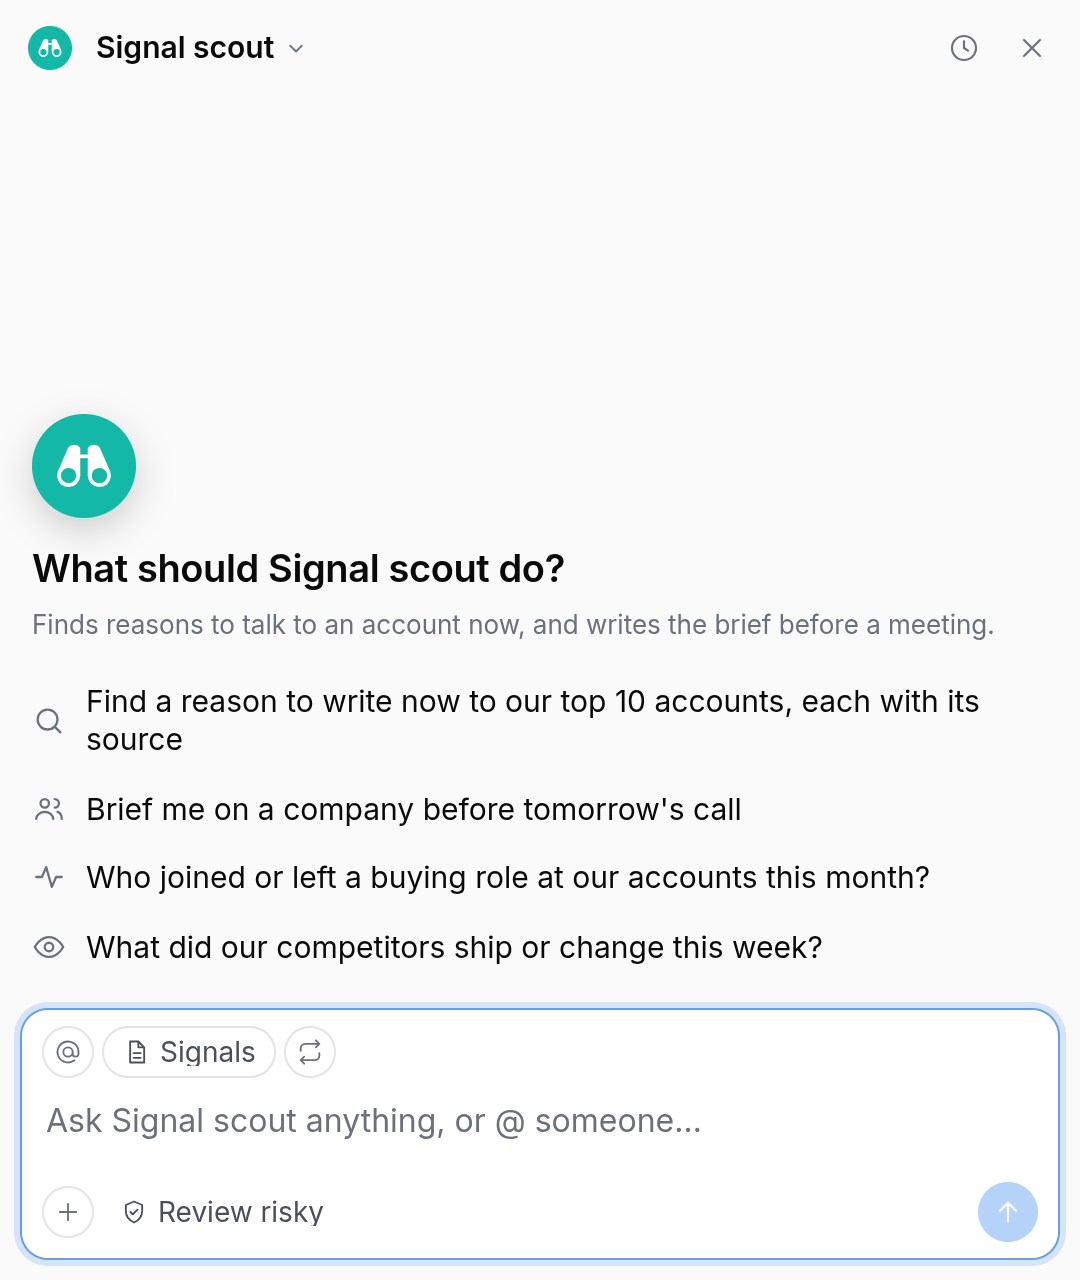 Signal scout
What should Signal scout do?
Finds reasons to talk to an account now, and writes the brief before a meeting.
Find a reason to write now to our top 10 accounts, each with its
source
Brief me on a company before tomorrow's call
Who joined or left a buying role at our accounts this month?
What did our competitors ship or change this week?
Signals
Ask Signal scout anything, or @ someone...
Review risky